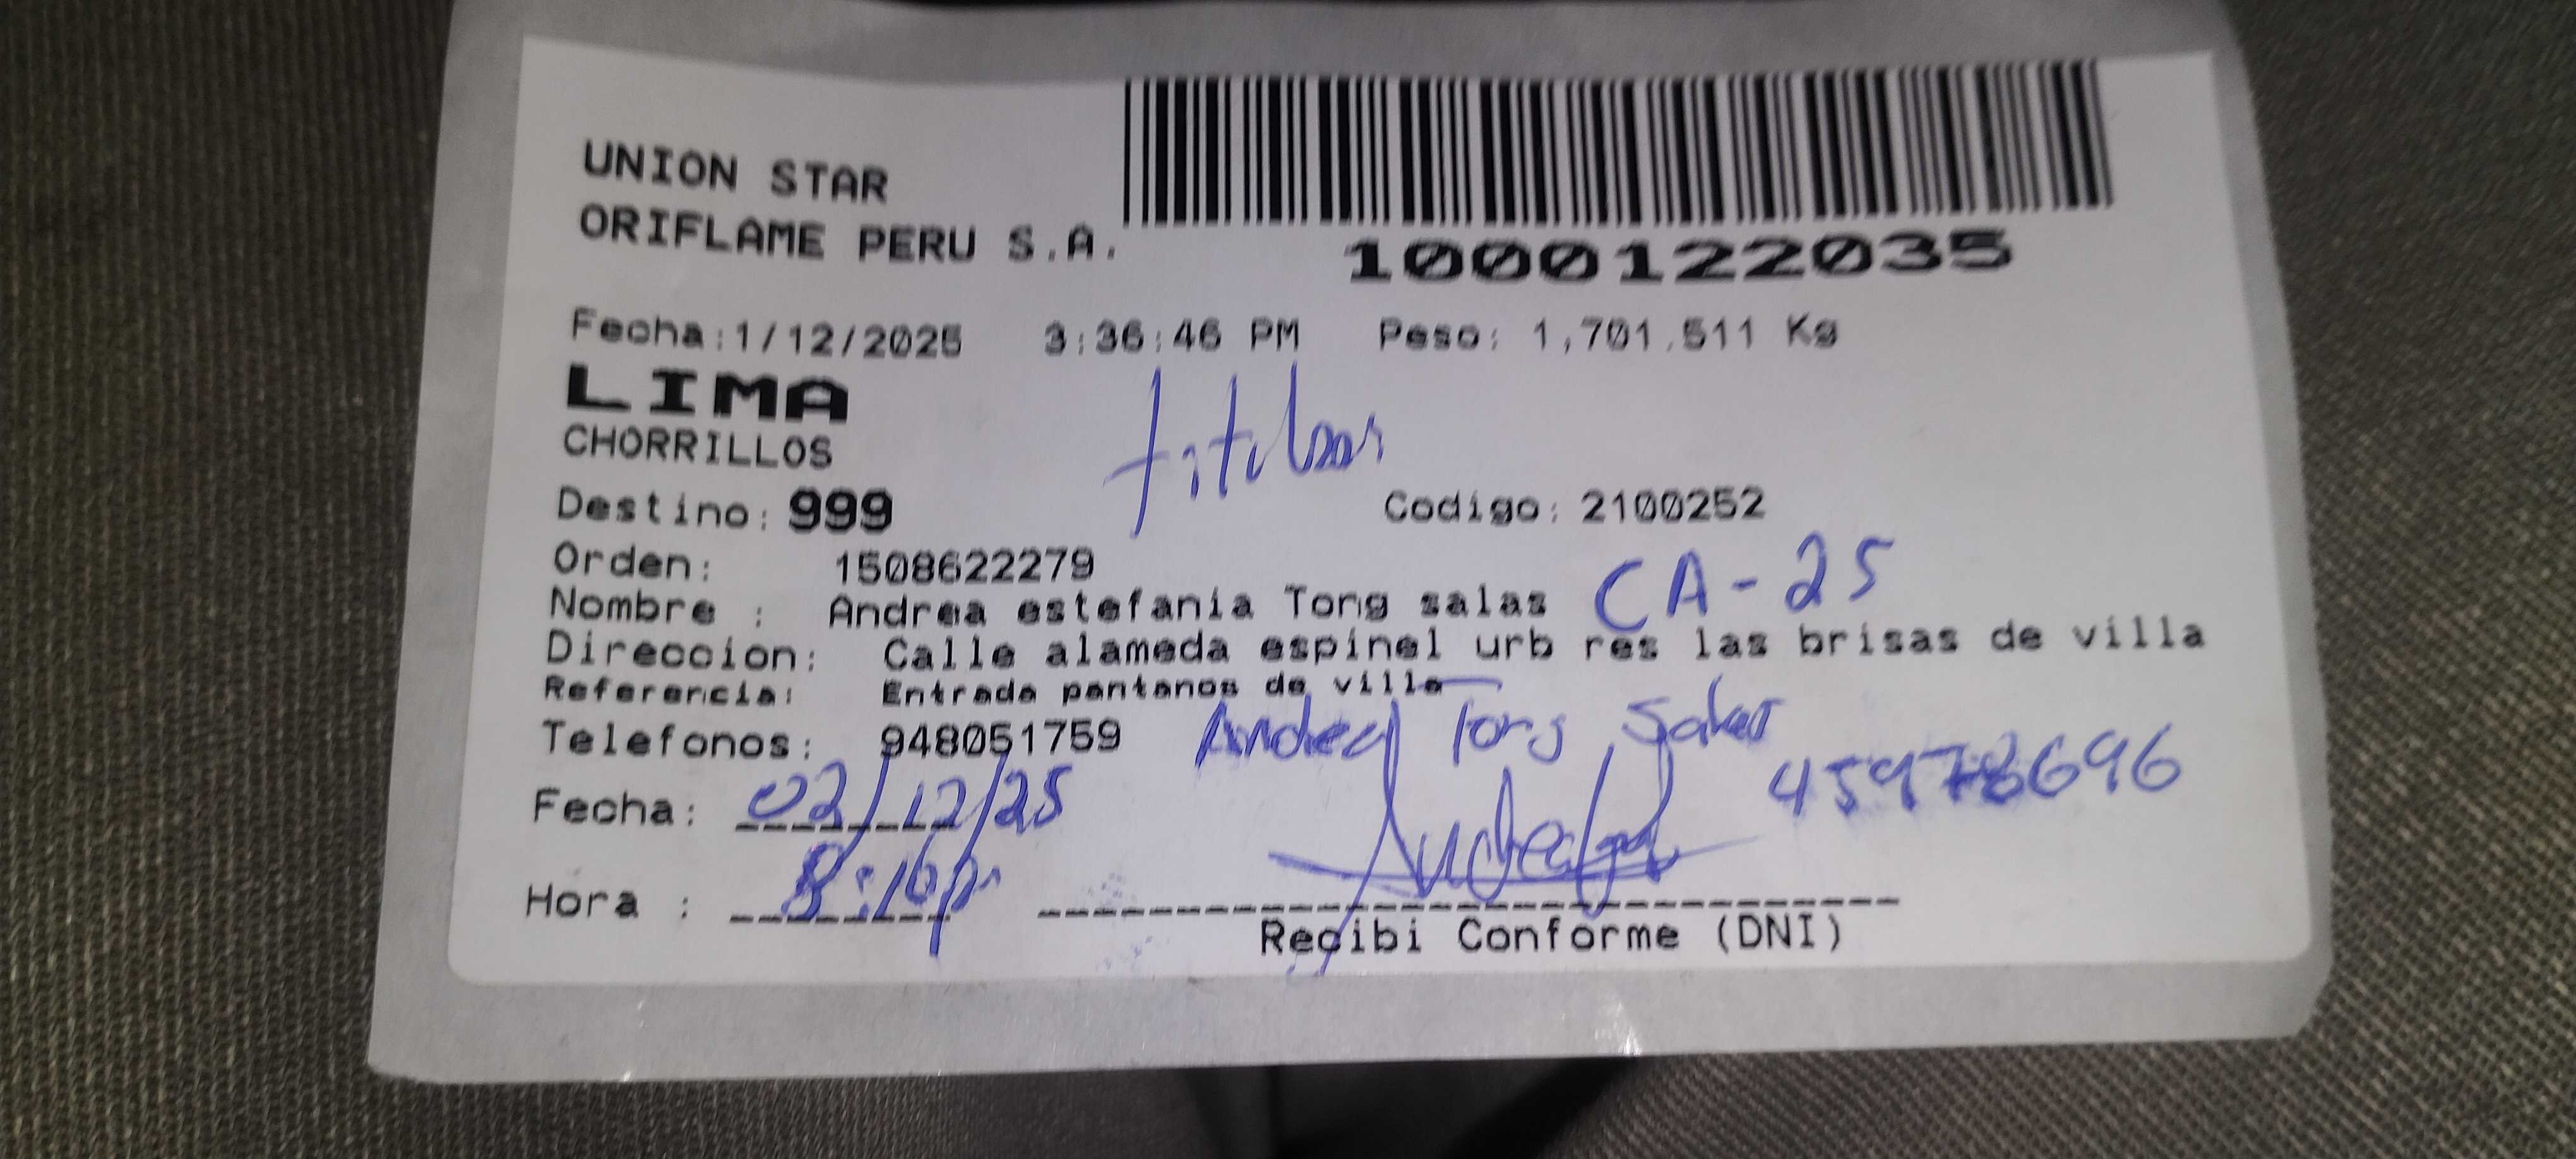 UNION STAR
ORIFLAME PERU S.A.
1000122035
Fecha:1/12/2025 3:36:46 PM Peso: 1,701.511 Kg
LIMA
CHORRILLOS
titular
Destino: 999 Codigo: 2100252
Orden: 1508622279
Nombre : Andrea estefania Tong salas CA-25
Direccion: Calle alameda espinel urb res las brisas de villa
Referencia: Entrada pantanos de villa
Telefonos: 948051759 Andrea Tong Salas
Fecha: 02/12/25
Hora : 8:16p
Recibi Conforme (DNI)